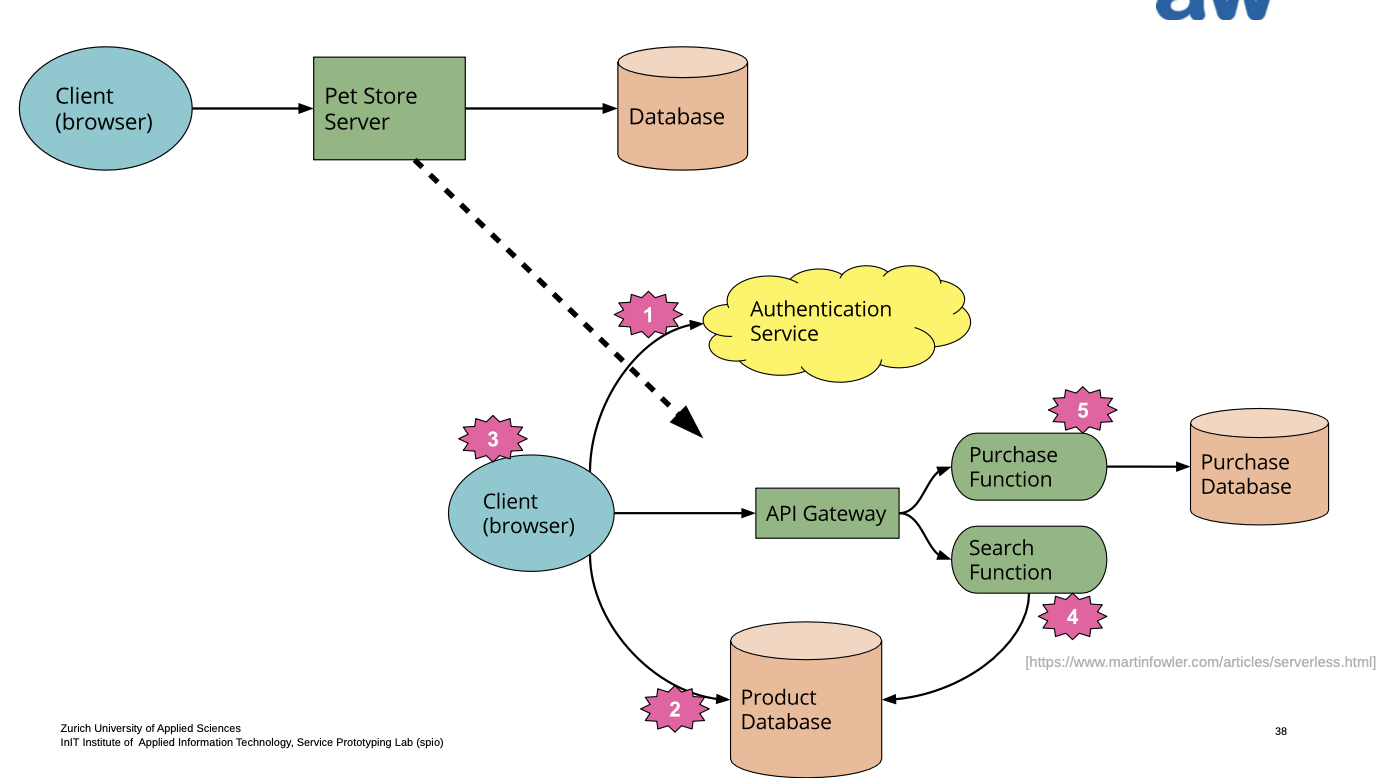 aw
Client
(browser)
Pet Store
Server
Database
1
Authentication
Service
3
Client
(browser)
API Gateway
5
Purchase
Function
Purchase
Database
Search
Function
4
[https://www.martinfowler.com/articles/serverless.html]
2
Product
Database
Zurich University of Applied Sciences
InIT Institute of Applied Information Technology, Service Prototyping Lab (spio)
38